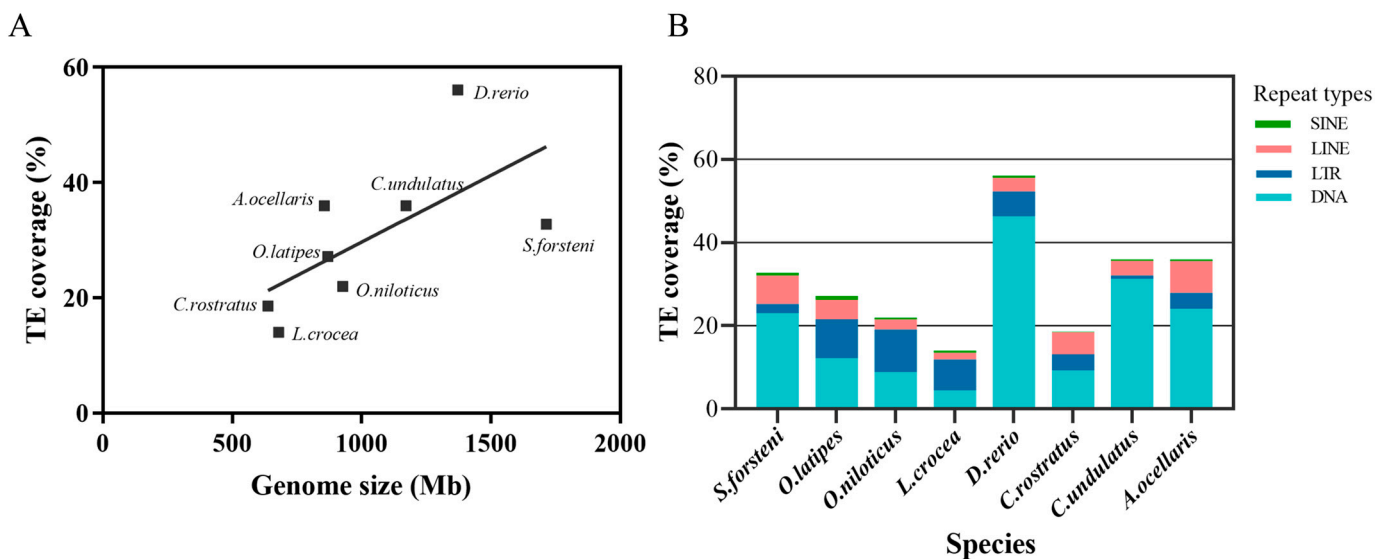 A
TE coverage (%)
60
40
20
0
0
500
1000
1500
2000
Genome size (Mb)
D.rerio
C.undulatus
A.ocellaris
S.forsteni
O.latipes
O.niloticus
C.rostratus
L.crocea
B
TE coverage (%)
80
60
40
20
0
S.forsteni
O.latipes
O.niloticus
L.crocea
D.rerio
C.rostratus
C.undulatus
A.ocellaris
Species
Repeat types
SINE
LINE
LTR
DNA